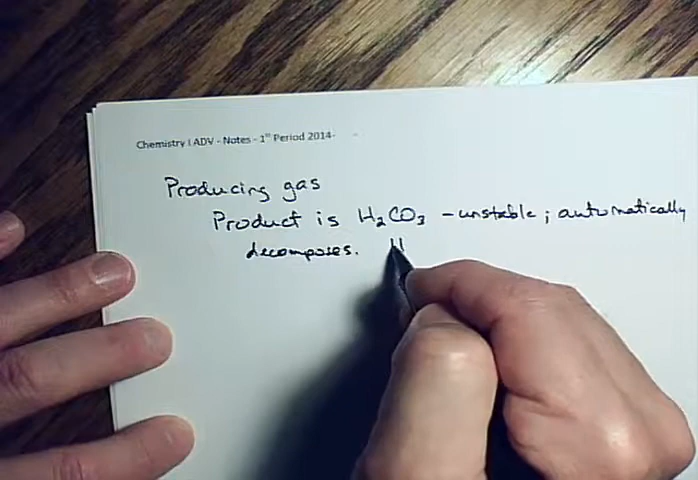 Chemistry I ADV - Notes - 1st Period 2014-
Producing gas
Product is H₂CO₃ - unstable; automatically
decomposes. H